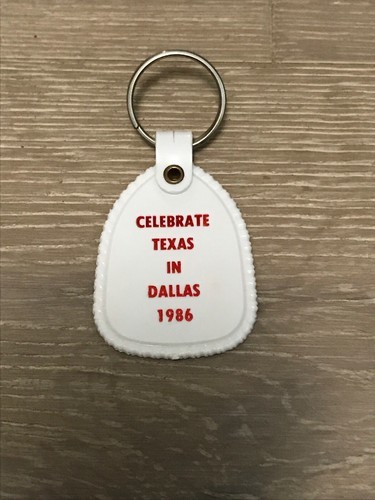 CELEBRATE
TEXAS
IN
DALLAS
1986